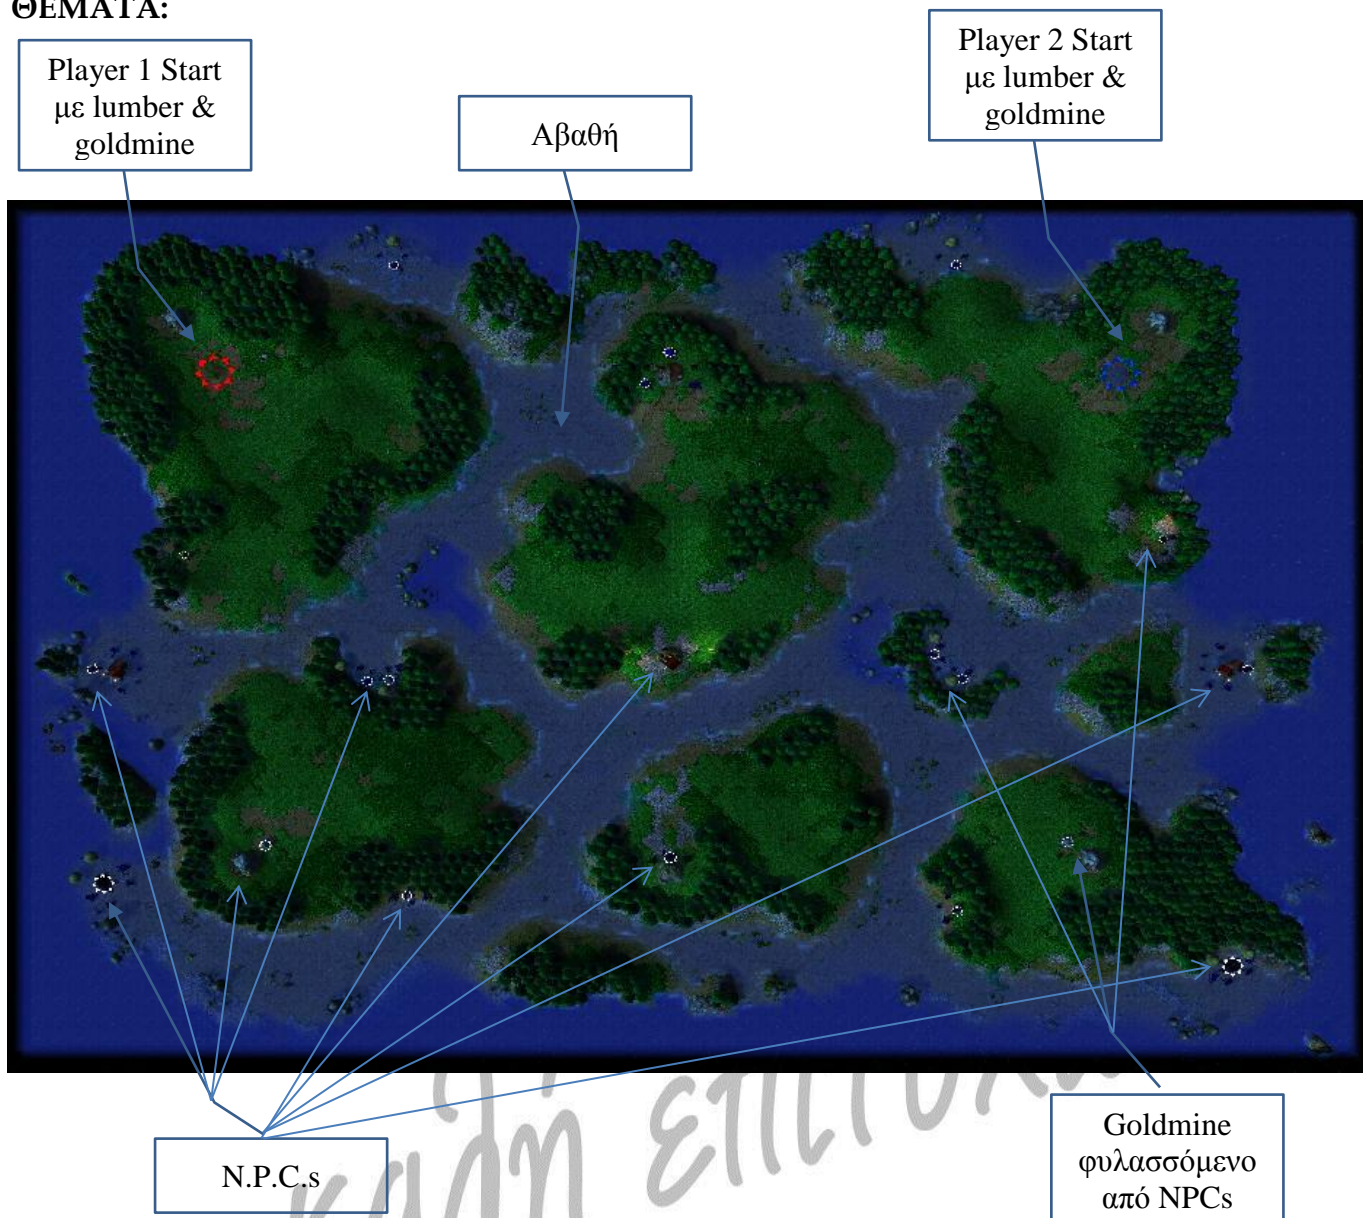 ΘΕΜΑΤΑ:
Player 1 Start
με lumber &
goldmine
Αβαθή
Player 2 Start
με lumber &
goldmine
N.P.C.s
Goldmine
φυλασσόμενο
από NPCs